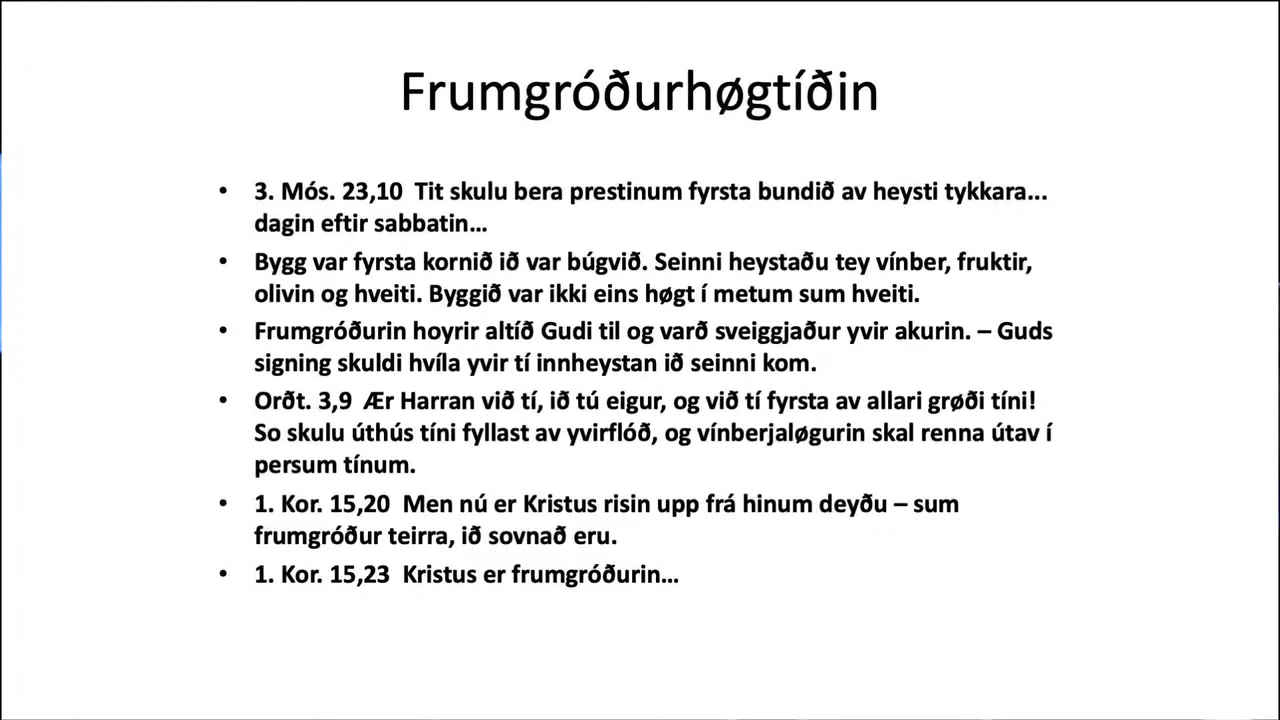 Frumgróðurhøgtíðin
• 3. Mós. 23,10 Tit skulu bera prestinum fyrsta bundið av heysti tykkara...
dagin eftir sabbatin...
• Bygg var fyrsta kornið ið var búgvið. Seinni heystaðu tey vínber, fruktir,
olivin og hveiti. Byggið var ikki eins høgt í metum sum hveiti.
• Frumgróðurin hoyrir altíð Gudi til og varð sveiggjaður yvir akurin. – Guds
signing skuldi hvíla yvir tí innheystan ið seinni kom.
• Orðt. 3,9 Ær Harran við tí, ið tú eigur, og við tí fyrsta av allari grøði tíni!
So skulu úthús tíni fyllast av yvirflóð, og vínberjaløgurin skal renna útav í
persum tínum.
• 1. Kor. 15,20 Men nú er Kristus risin upp frá hinum deyðu – sum
frumgróður teirra, ið sovnað eru.
• 1. Kor. 15,23 Kristus er frumgróðurin...